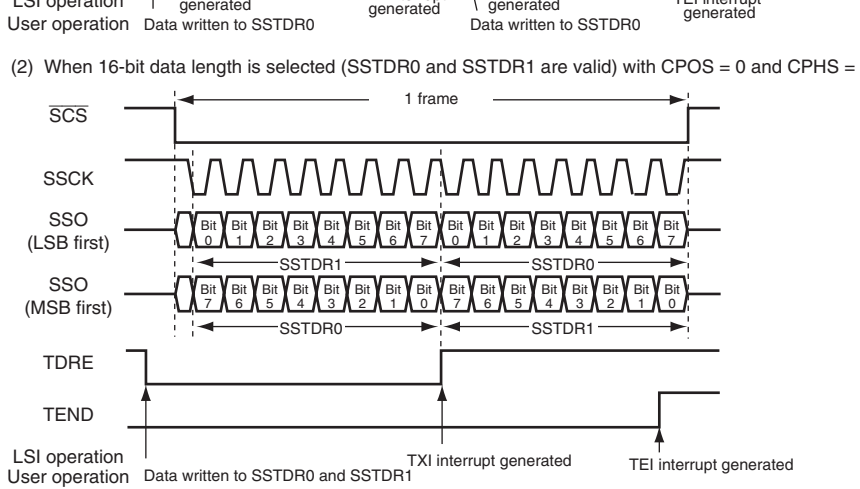 LSI operation generated generated generated TEI interrupt generated
User operation Data written to SSTDR0 Data written to SSTDR0
(2) When 16-bit data length is selected (SSTDR0 and SSTDR1 are valid) with CPOS = 0 and CPHS =
1 frame
SCS
SSCK
SSO
(LSB first)
Bit 0 Bit 1 Bit 2 Bit 3 Bit 4 Bit 5 Bit 6 Bit 7 Bit 0 Bit 1 Bit 2 Bit 3 Bit 4 Bit 5 Bit 6 Bit 7
SSTDR1 SSTDR0
SSO
(MSB first)
Bit 7 Bit 6 Bit 5 Bit 4 Bit 3 Bit 2 Bit 1 Bit 0 Bit 7 Bit 6 Bit 5 Bit 4 Bit 3 Bit 2 Bit 1 Bit 0
SSTDR0 SSTDR1
TDRE
TEND
LSI operation TXI interrupt generated TEI interrupt generated
User operation Data written to SSTDR0 and SSTDR1